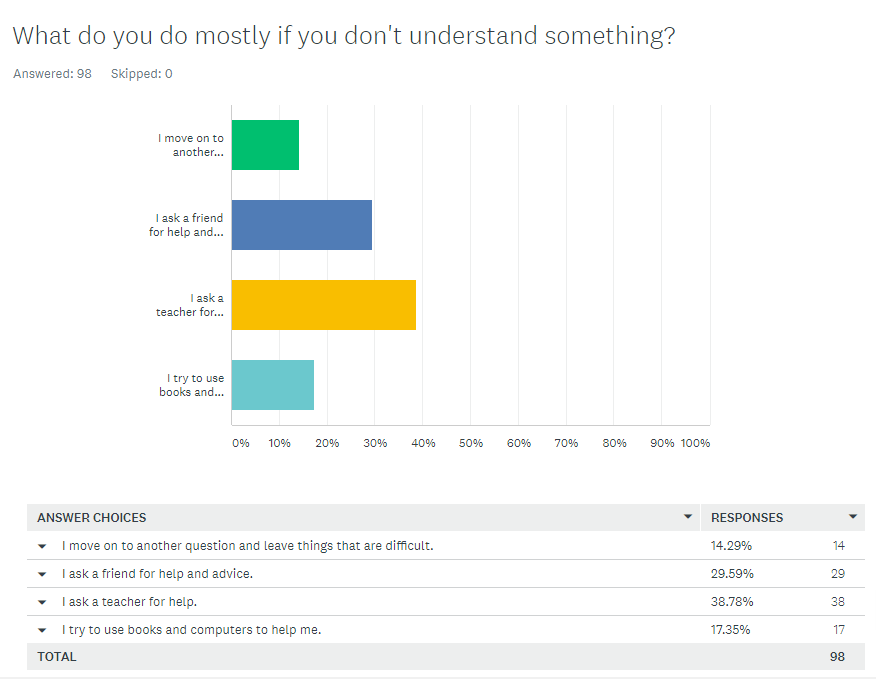 What do you do mostly if you don't understand something?
Answered: 98 Skipped: 0
I move on to
another...
I ask a friend
for help and...
I ask a
teacher for...
I try to use
books and...
0% 10% 20% 30% 40% 50% 60% 70% 80% 90% 100%
ANSWER CHOICES RESPONSES
I move on to another question and leave things that are difficult. 14.29% 14
I ask a friend for help and advice. 29.59% 29
I ask a teacher for help. 38.78% 38
I try to use books and computers to help me. 17.35% 17
TOTAL 98